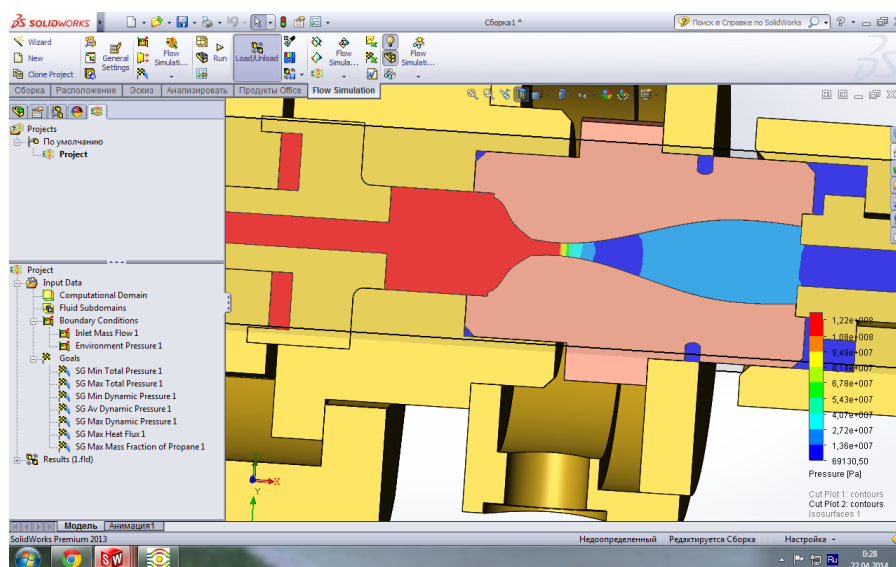 SOLIDWORKS
Сборка1 *
Поиск в Справке по SolidWorks
Wizard
New
Clone Project
General Settings
Flow Simulati...
Run
Load/Unload
Flow Simula...
Flow Simulati...
Сборка
Расположение
Эскиз
Анализировать
Продукты Office
Flow Simulation
Projects
По умолчанию
Project
Project
Input Data
Computational Domain
Fluid Subdomains
Boundary Conditions
Inlet Mass Flow 1
Environment Pressure 1
Goals
SG Min Total Pressure 1
SG Max Total Pressure 1
SG Min Dynamic Pressure 1
SG Av Dynamic Pressure 1
SG Max Dynamic Pressure 1
SG Max Heat Flux 1
SG Max Mass Fraction of Propane 1
Results (1.fld)
1,22e+008
1,08e+008
9,49e+007
8,14e+007
6,78e+007
5,43e+007
4,07e+007
2,72e+007
1,36e+007
69130,50
Pressure [Pa]
Cut Plot 1: contours
Cut Plot 2: contours
Isosurfaces 1
Y
X
Модель
Анимация1
SolidWorks Premium 2013
Недоопределенный
Редактируется Сборка
Настройка
SW
Ru
0:28
22.04.2014